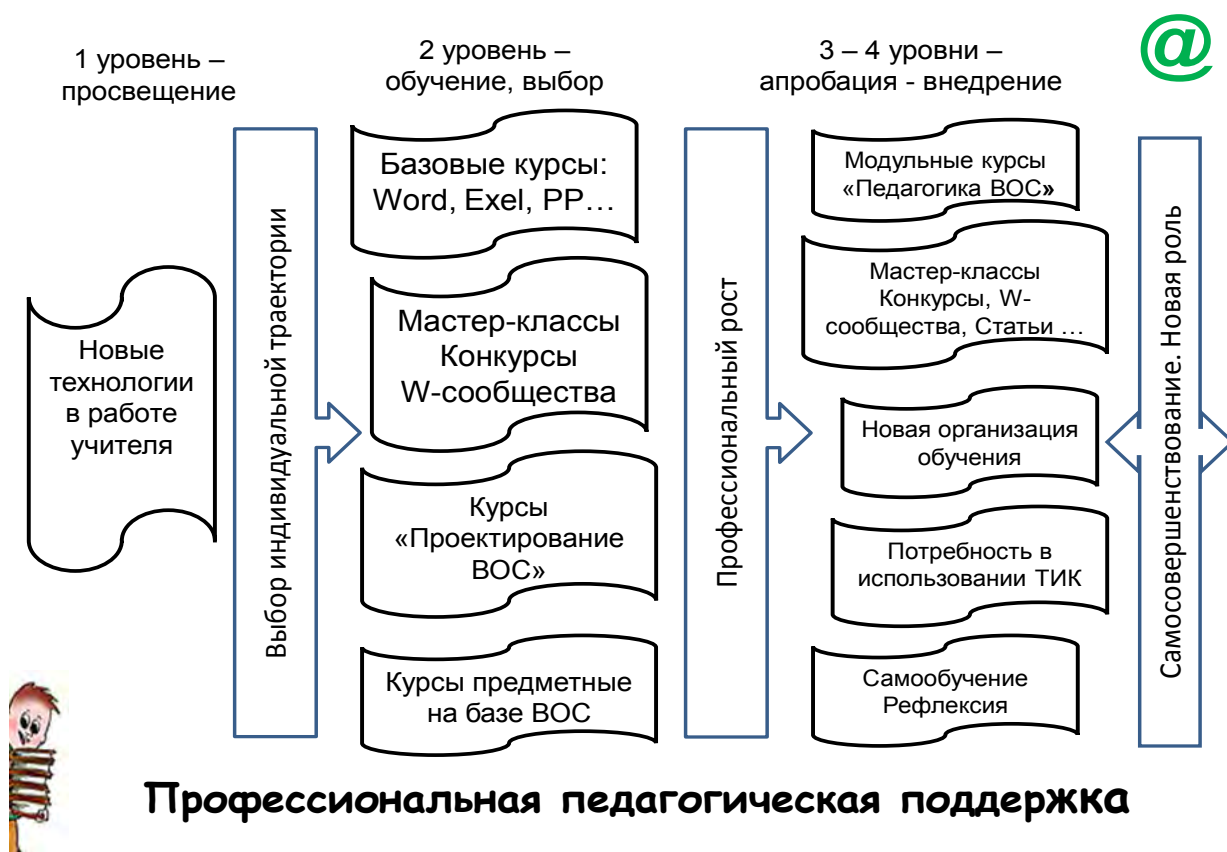 1 уровень –
просвещение
2 уровень –
обучение, выбор
3 – 4 уровни –
апробация - внедрение
@
Новые
технологии
в работе
учителя
Выбор индивидуальной траектории
Базовые курсы:
Word, Exel, PP…
Мастер-классы
Конкурсы
W-сообщества
Курсы
«Проектирование
ВОС»
Курсы предметные
на базе ВОС
Профессиональный рост
Модульные курсы
«Педагогика ВОС»
Мастер-классы
Конкурсы, W-
сообщества, Статьи …
Новая организация
обучения
Потребность в
использовании ТИК
Самообучение
Рефлексия
Самосовершенствование. Новая роль
Профессиональная педагогическая поддержка